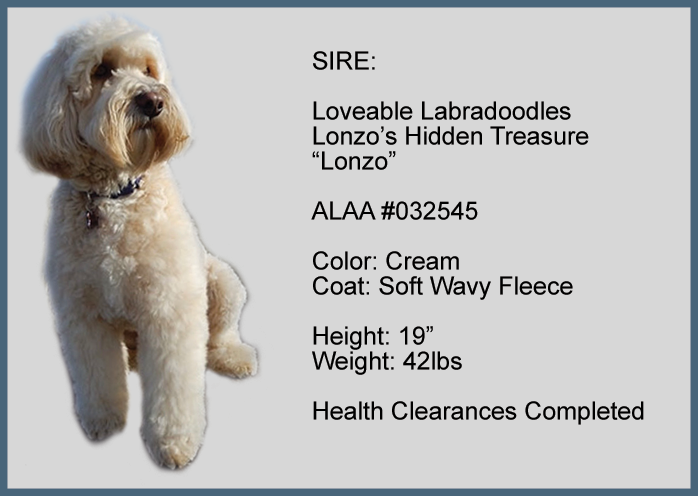 SIRE:
Loveable Labradoodles
Lonzo’s Hidden Treasure
“Lonzo”
ALAA #032545
Color: Cream
Coat: Soft Wavy Fleece
Height: 19”
Weight: 42lbs
Health Clearances Completed